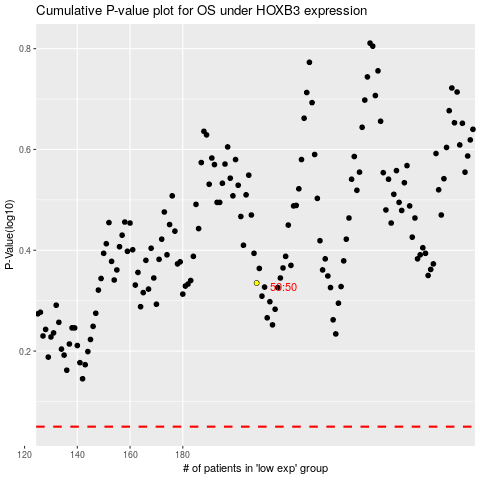 Cumulative P-value plot for OS under HOXB3 expression
P-Value(log10)
0.8
0.6
0.4
0.2
50:50
120 140 160 180
# of patients in 'low exp' group